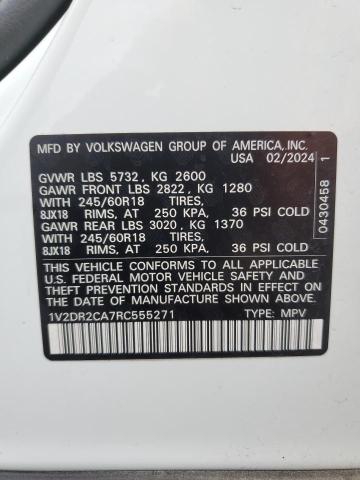 MFD BY VOLKSWAGEN GROUP OF AMERICA, INC.
USA 02/2024
GVWR LBS 5732, KG 2600
GAWR FRONT LBS 2822, KG 1280
WITH 245/60R18 TIRES,
8JX18 RIMS, AT 250 KPA, 36 PSI COLD
GAWR REAR LBS 3020, KG 1370
WITH 245/60R18 TIRES,
8JX18 RIMS, AT 250 KPA, 36 PSI COLD
THIS VEHICLE CONFORMS TO ALL APPLICABLE
U.S. FEDERAL MOTOR VEHICLE SAFETY AND
THEFT PREVENTION STANDARDS IN EFFECT ON
THE DATE OF MANUFACTURE SHOWN ABOVE.
1V2DR2CA7RC555271 TYPE: MPV
0430458 1